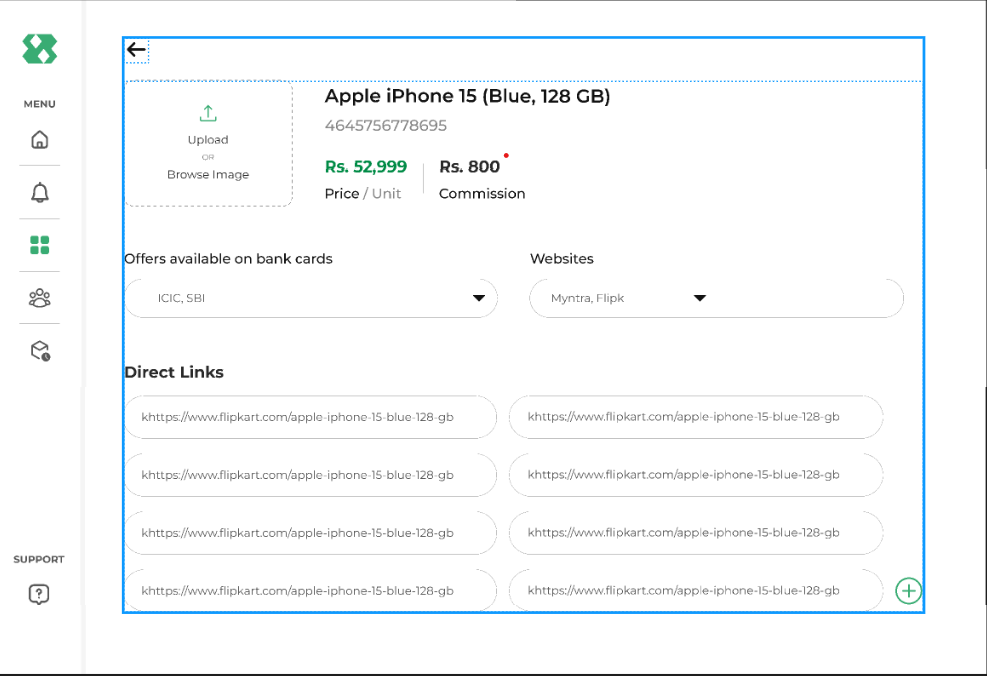 MENU
SUPPORT
?
Upload
OR
Browse Image
Apple iPhone 15 (Blue, 128 GB)
4645756778695
Rs. 52,999
Price / Unit
Rs. 800
Commission
Offers available on bank cards
ICIC, SBI
Websites
Myntra, Flipk
Direct Links
khttps://www.flipkart.com/apple-iphone-15-blue-128-gb
khttps://www.flipkart.com/apple-iphone-15-blue-128-gb
khttps://www.flipkart.com/apple-iphone-15-blue-128-gb
khttps://www.flipkart.com/apple-iphone-15-blue-128-gb
khttps://www.flipkart.com/apple-iphone-15-blue-128-gb
khttps://www.flipkart.com/apple-iphone-15-blue-128-gb
khttps://www.flipkart.com/apple-iphone-15-blue-128-gb
khttps://www.flipkart.com/apple-iphone-15-blue-128-gb